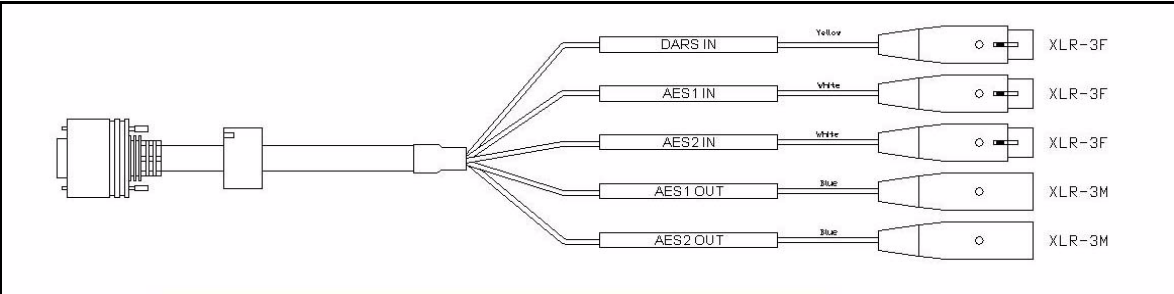 DARS IN Yellow XLR-3F
AES1 IN White XLR-3F
AES2 IN White XLR-3F
AES1 OUT Blue XLR-3M
AES2 OUT Blue XLR-3M